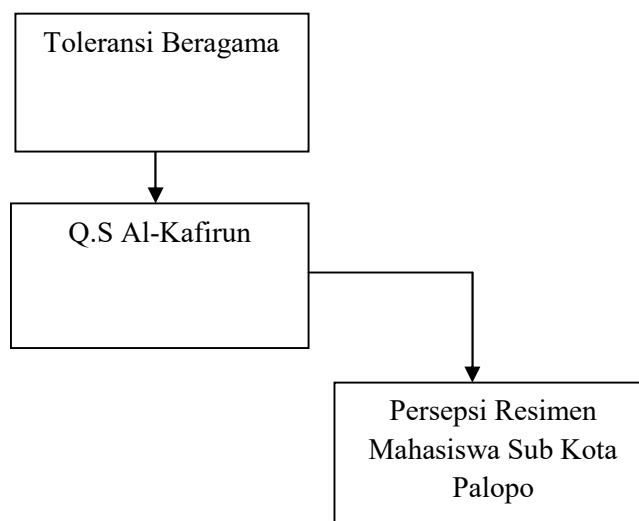 Toleransi Beragama
Q.S Al-Kafirun
Persepsi Resimen
Mahasiswa Sub Kota
Palopo